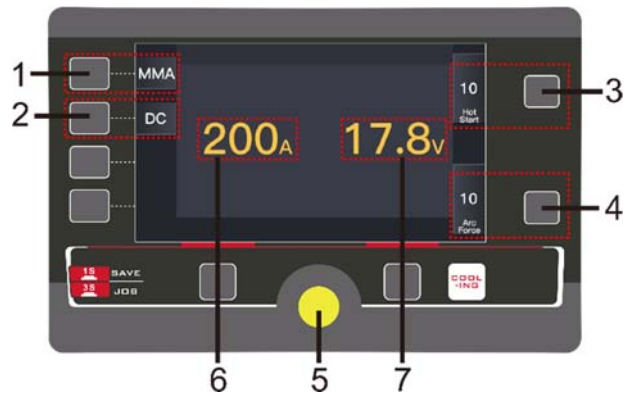 1
MMA
2
DC
10
Hot
Start
3
200A
17.8V
10
Arc
Force
4
1S SAVE
3S JOB
COOL
-ING
6
5
7